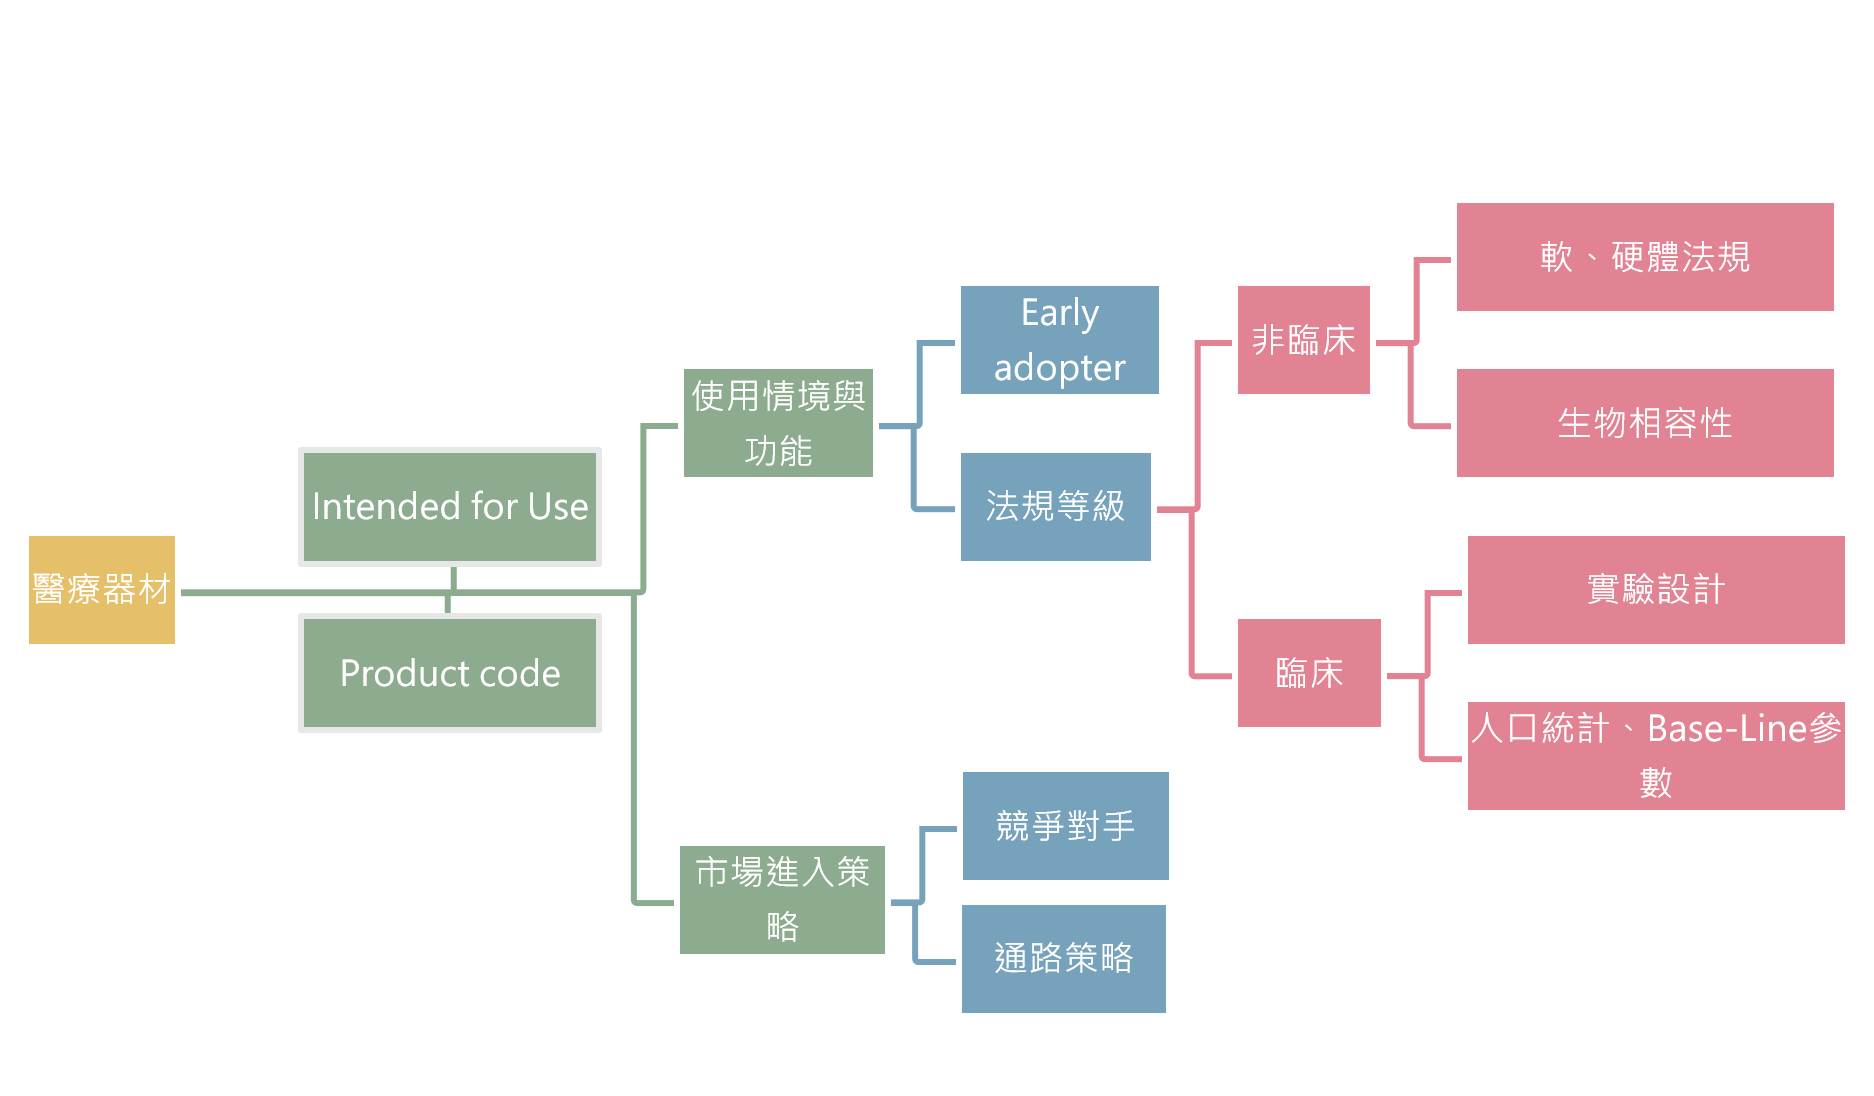 醫療器材
Intended for Use
Product code
使用情境與
功能
市場進入策
略
Early
adopter
法規等級
競爭對手
通路策略
非臨床
臨床
軟、硬體法規
生物相容性
實驗設計
人口統計、Base-Line參
數